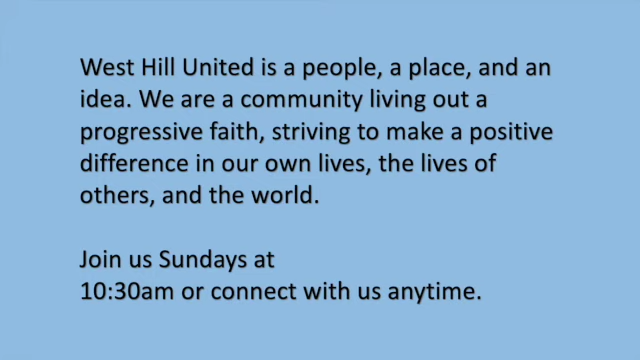 West Hill United is a people, a place, and an
idea. We are a community living out a
progressive faith, striving to make a positive
difference in our own lives, the lives of
others, and the world.
Join us Sundays at
10:30am or connect with us anytime.